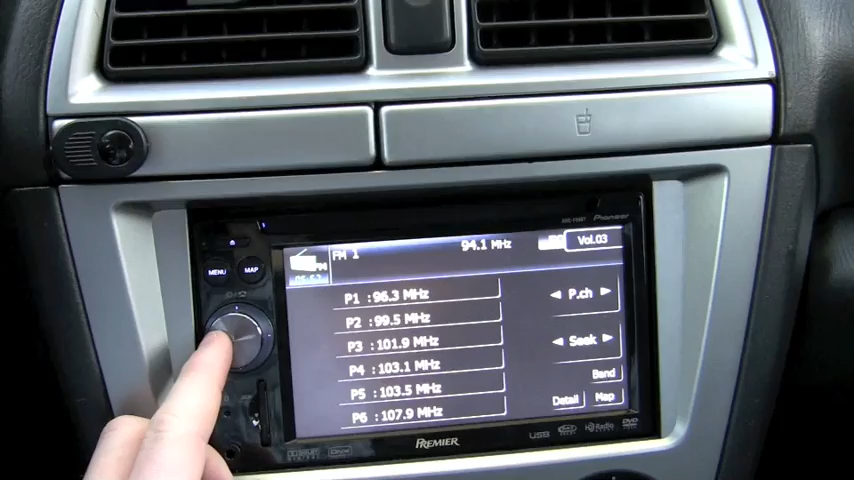 Pioneer
FM 1
94.1 MHz
Vol.03
MENU
MAP
P1 :96.3 MHz
P.ch
P2 :99.5 MHz
P3 :101.9 MHz
Seek
P4 :103.1 MHz
P5 :103.5 MHz
Band
P6 :107.9 MHz
Detail
Map
PREMIER
USB
HD Radio
DVD